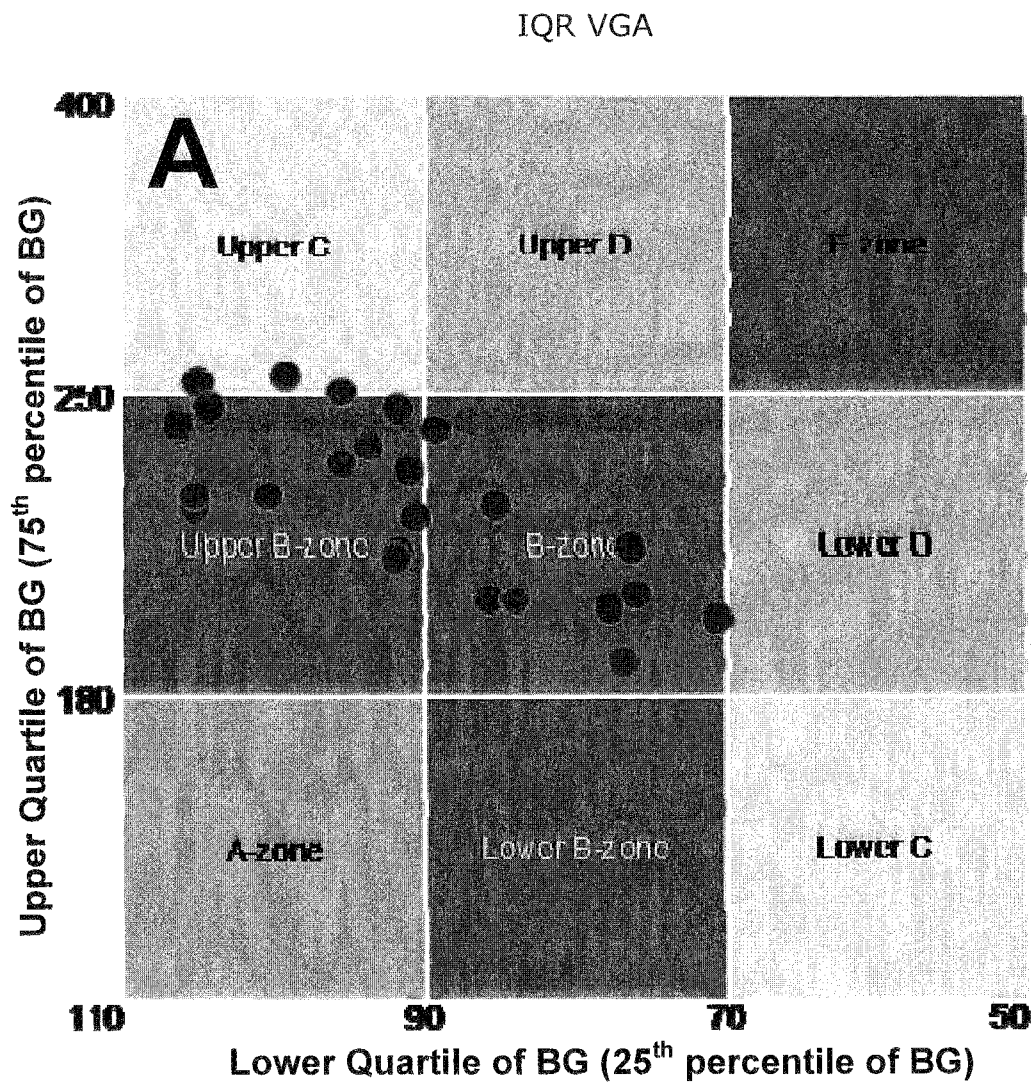 IQR VGA
400
A
Upper C
Upper D
E-zone
250
Upper B-zone
B-zone
Lower D
180
A-zone
Lower B-zone
Lower C
110
90
70
50
Upper Quartile of BG (75th percentile of BG)
Lower Quartile of BG (25th percentile of BG)